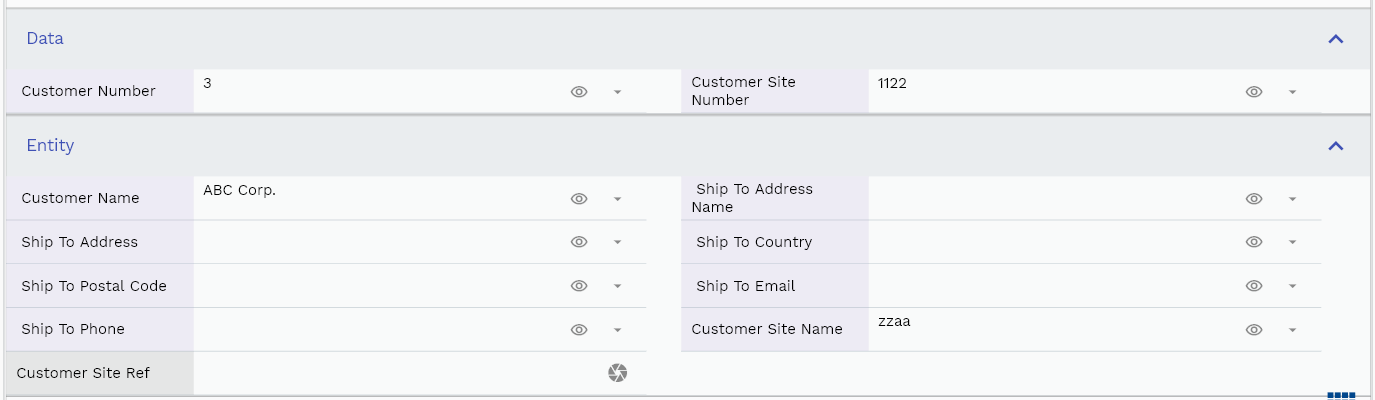 Data
Customer Number
3
Customer Site
Number
1122
Entity
Customer Name
ABC Corp.
Ship To Address
Name
Ship To Address
Ship To Country
Ship To Postal Code
Ship To Email
Ship To Phone
Customer Site Name
zzaa
Customer Site Ref